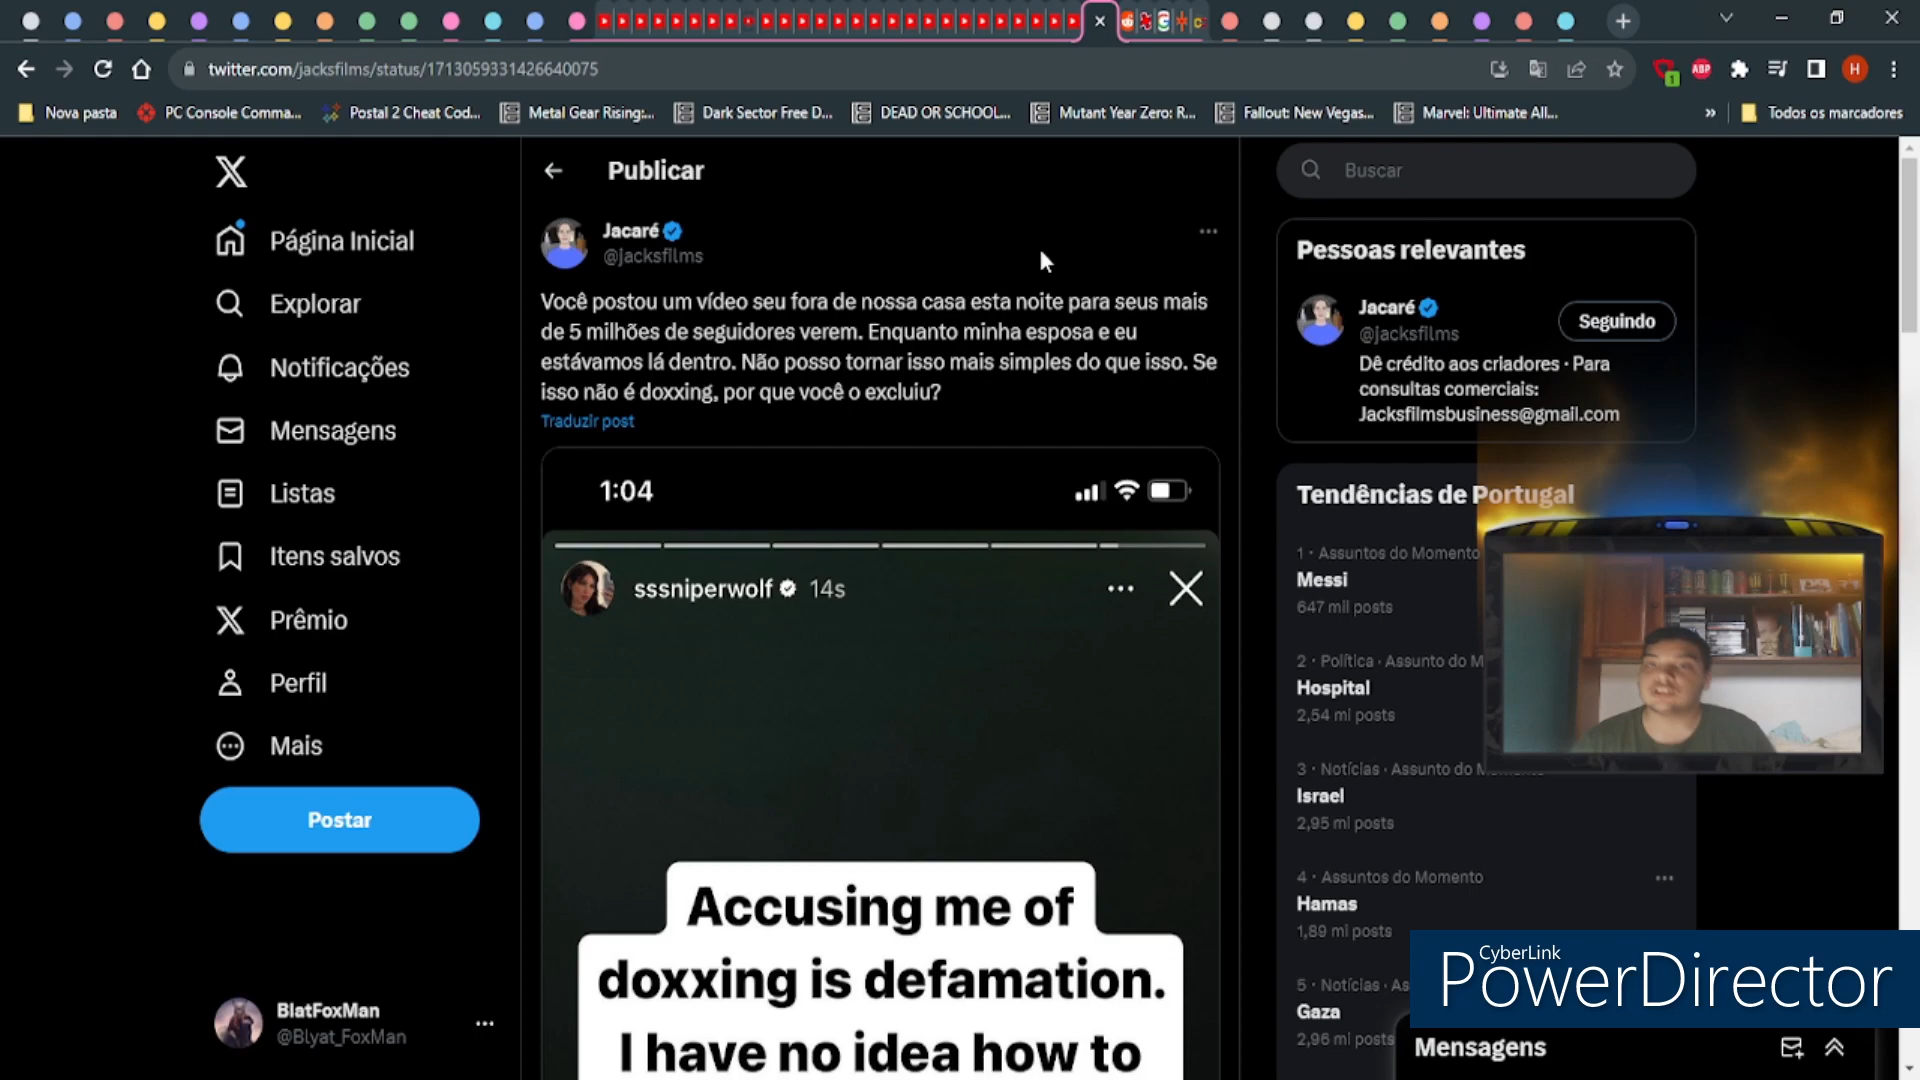 twitter.com/jacksfilms/status/1713059331426640075
ABP
1
H
Nova pasta
PC Console Comma...
Postal 2 Cheat Cod...
Metal Gear Rising:...
Dark Sector Free D...
DEAD OR SCHOOL...
Mutant Year Zero: R...
Fallout: New Vegas...
Marvel: Ultimate All...
»
Todos os marcadores
Página Inicial
Explorar
Notificações
Mensagens
Listas
Itens salvos
Prêmio
Perfil
Mais
Postar
BlatFoxMan
@Blyat_FoxMan
Publicar
Jacaré
@jacksfilms
Você postou um vídeo seu fora de nossa casa esta noite para seus mais
de 5 milhões de seguidores verem. Enquanto minha esposa e eu
estávamos lá dentro. Não posso tornar isso mais simples do que isso. Se
isso não é doxxing, por que você o excluiu?
Traduzir post
1:04
sssniperwolf 14s
Accusing me of
doxxing is defamation.
I have no idea how to
Buscar
Pessoas relevantes
Jacaré
@jacksfilms
Seguindo
Dê crédito aos criadores · Para
consultas comerciais:
Jacksfilmsbusiness@gmail.com
Tendências de Portugal
1 · Assuntos do Momento
Messi
647 mil posts
2 · Política · Assunto do M
Hospital
2,54 mi posts
3 · Notícias · Assunto do M
Israel
2,95 mi posts
4 · Assuntos do Momento
Hamas
1,89 mi posts
5 · Notícias · As
Gaza
2,96 mi posts
CyberLink
PowerDirector
Mensagens